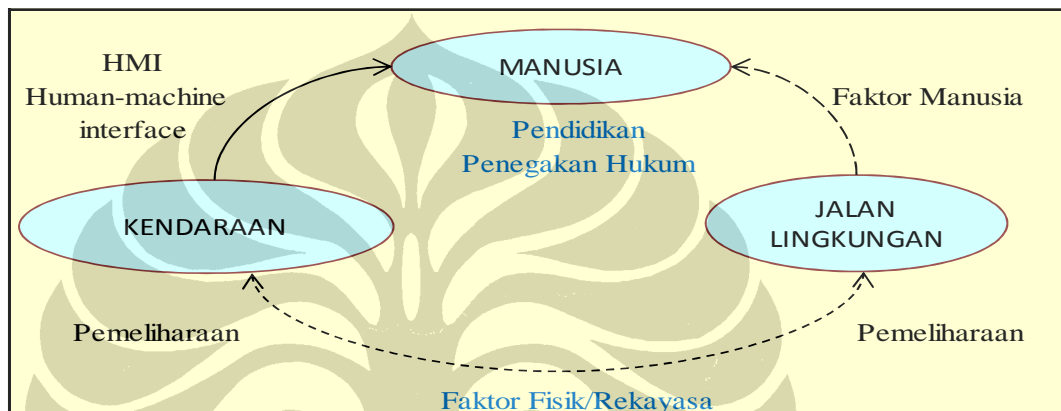 HMI
Human-machine
interface
MANUSIA
Faktor Manusia
Pendidikan
Penegakan Hukum
KENDARAAN
JALAN
LINGKUNGAN
Pemeliharaan
Pemeliharaan
Faktor Fisik/Rekayasa